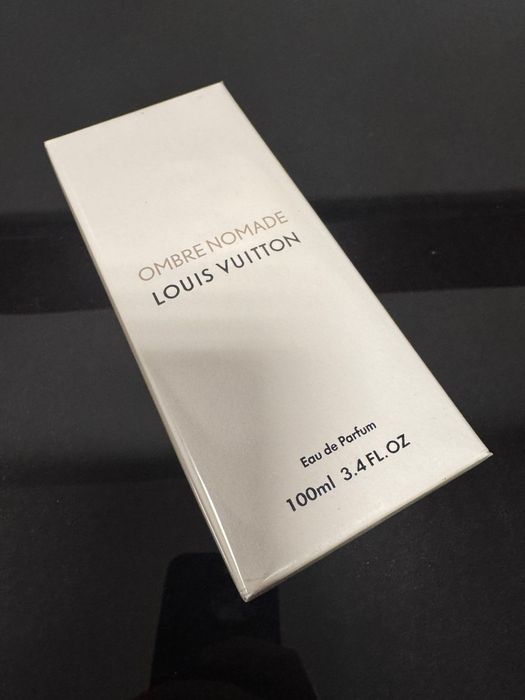 OMBRE NOMADE
LOUIS VUITTON
Eau de Parfum
100ml 3.4 FL.OZ